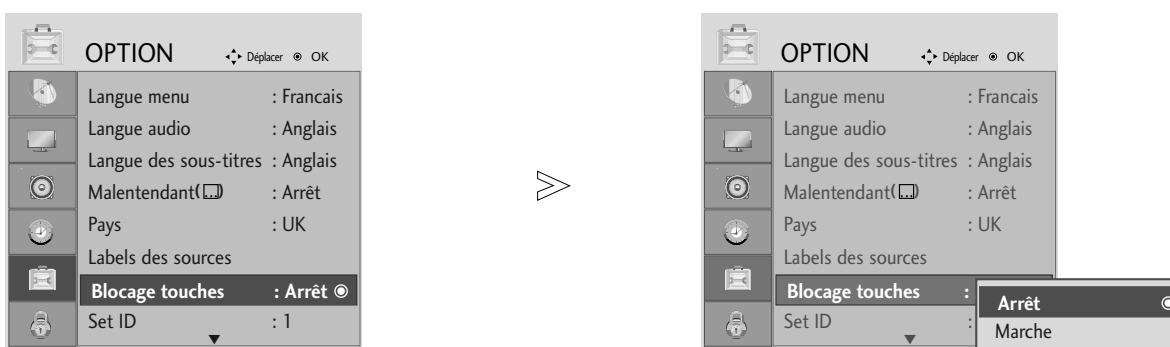 OPTION Déplacer OK
Langue menu : Francais
Langue audio : Anglais
Langue des sous-titres : Anglais
Malentendant( ) : Arrêt
Pays : UK
Labels des sources
Blocage touches : Arrêt
Set ID : 1
OPTION Déplacer OK
Langue menu : Francais
Langue audio : Anglais
Langue des sous-titres : Anglais
Malentendant( ) : Arrêt
Pays : UK
Labels des sources
Blocage touches :
Set ID :
Arrêt
Marche